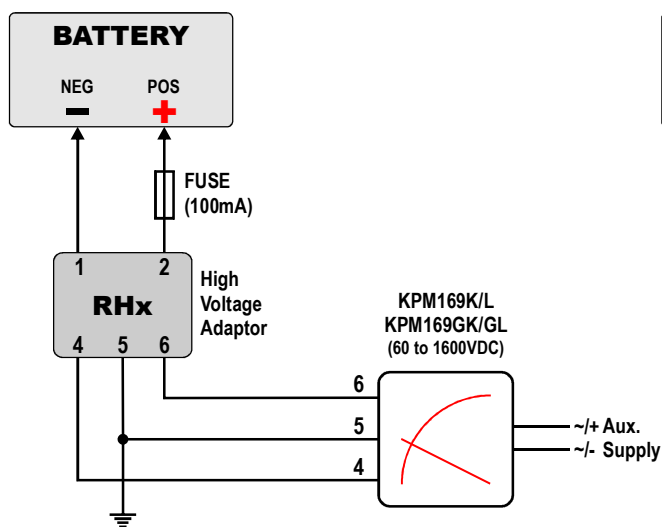 BATTERY
NEG POS
FUSE
(100mA)
1 2
RHx
4 5 6
High
Voltage
Adaptor
KPM169K/L
KPM169GK/GL
(60 to 1600VDC)
6
5
4
~/+ Aux.
~/- Supply